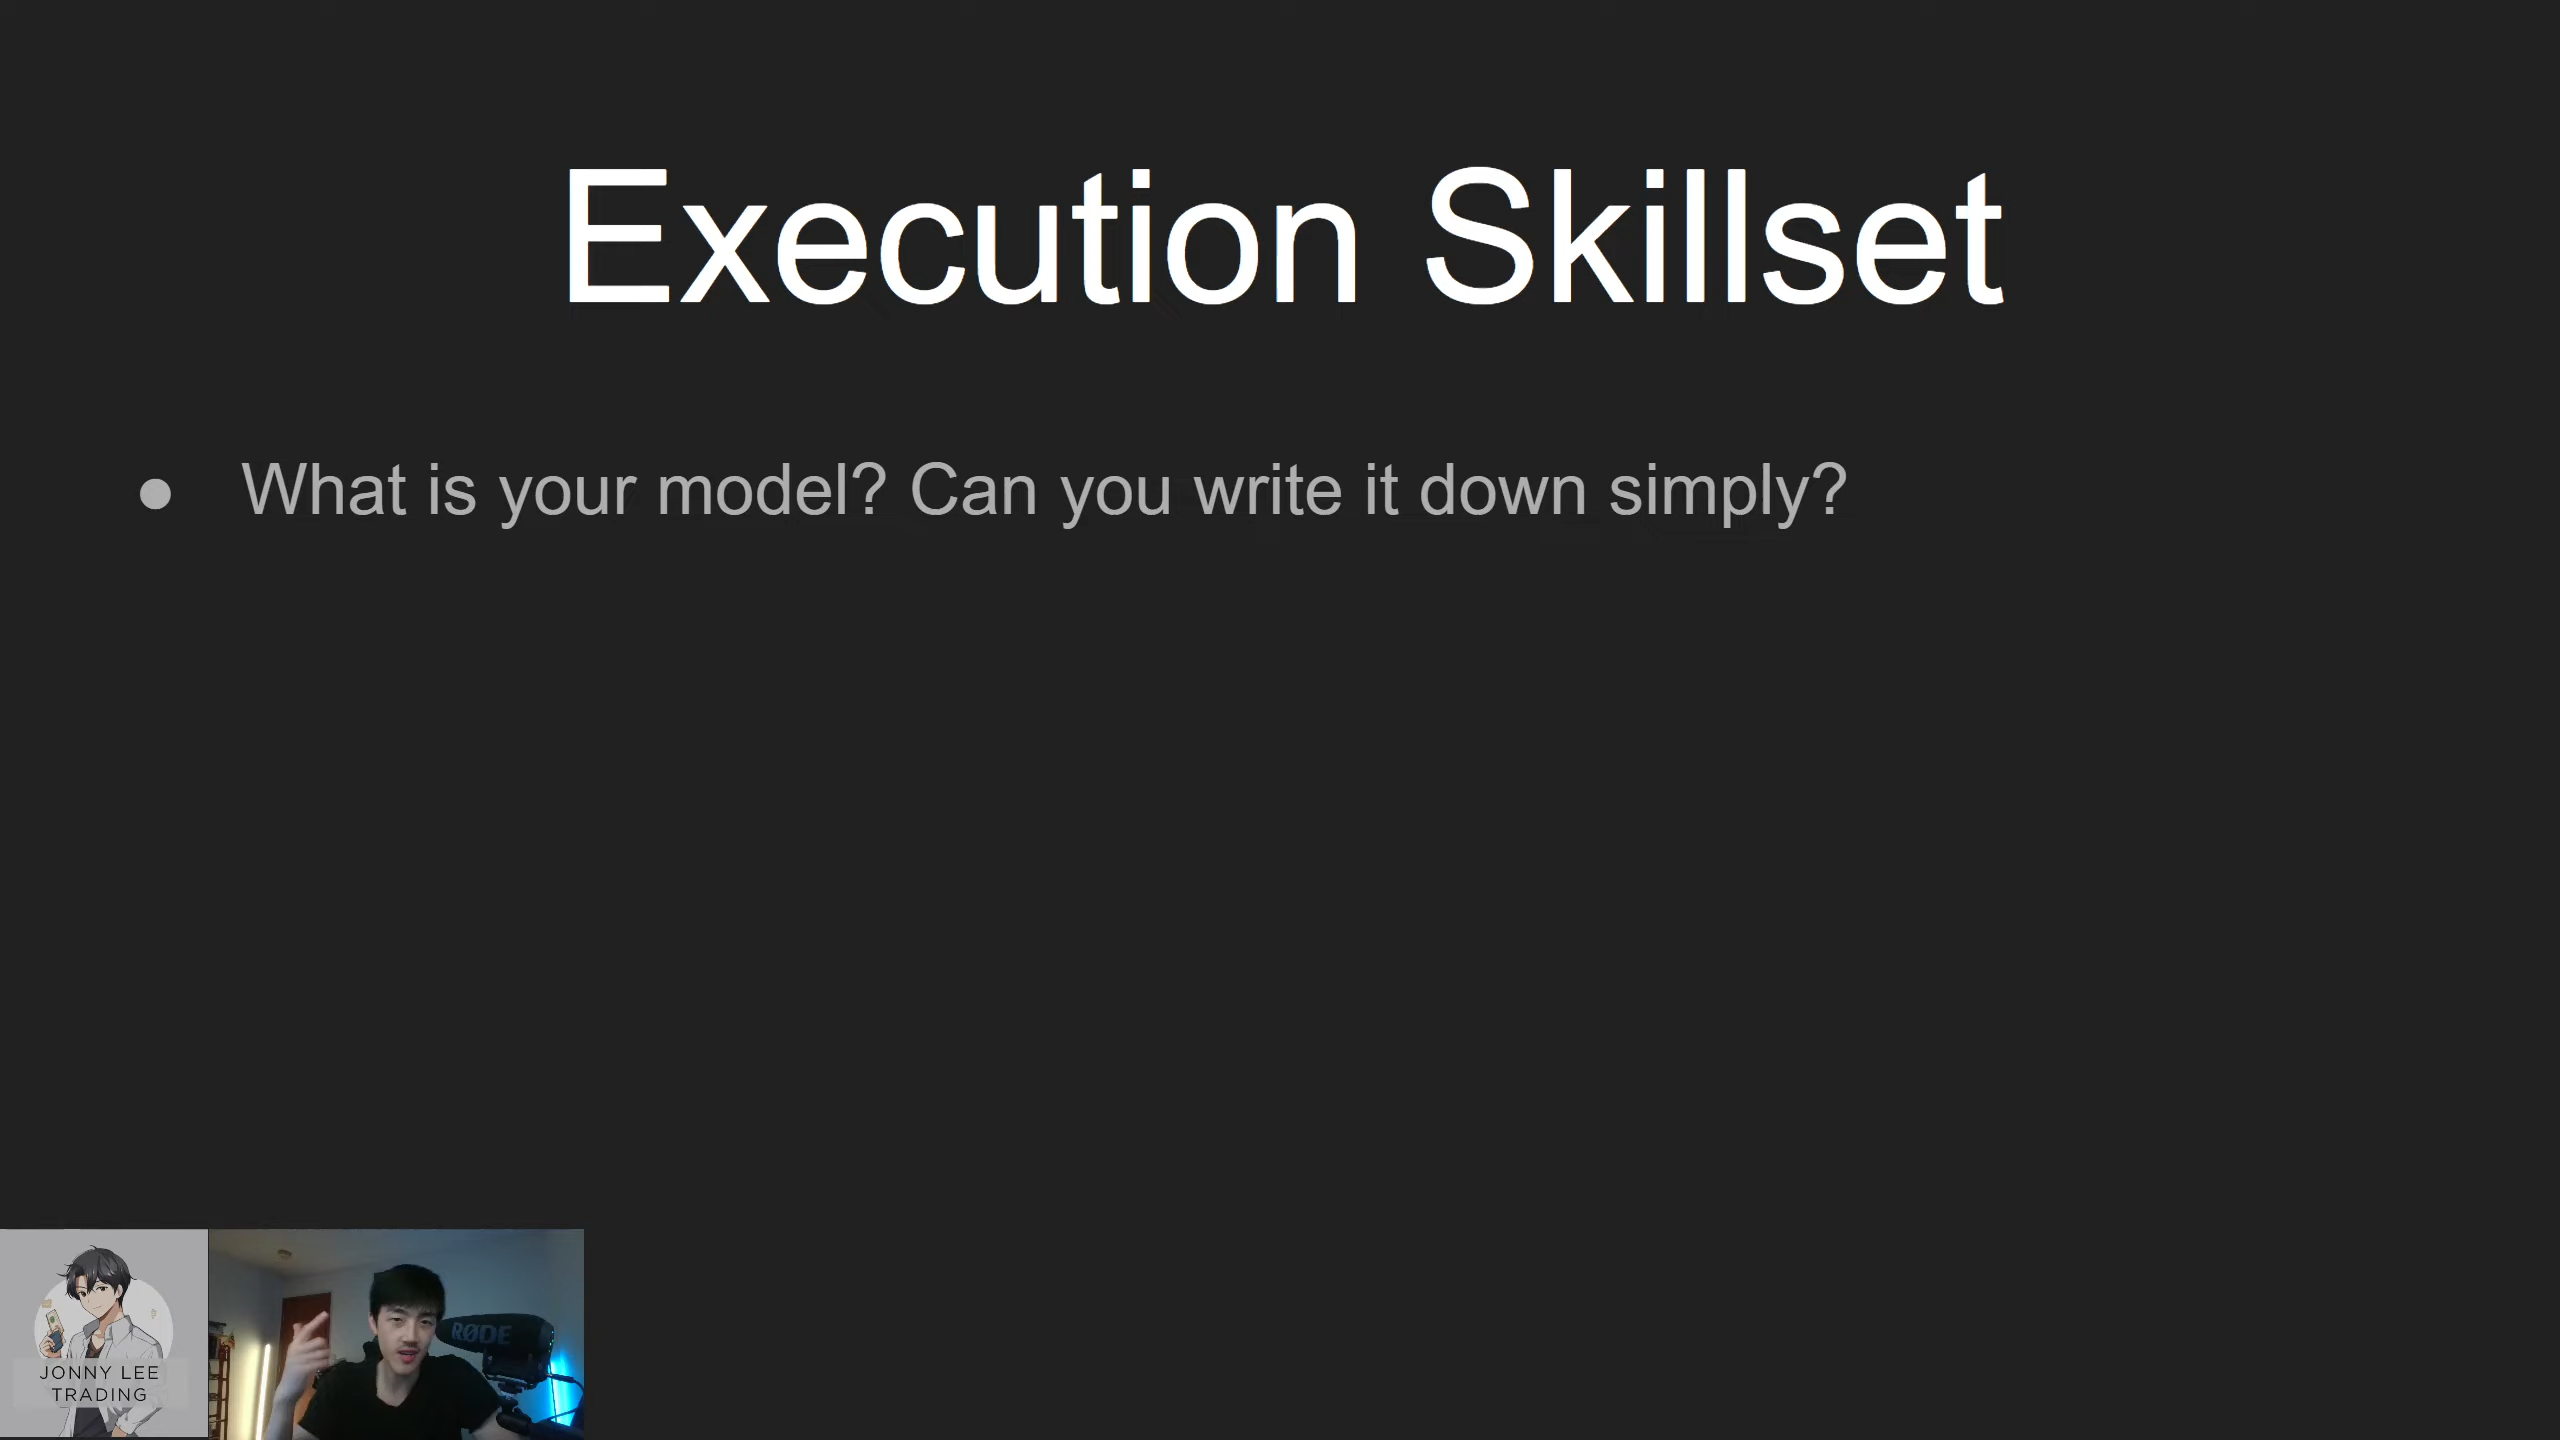 Execution Skillset
● What is your model? Can you write it down simply?
JONNY LEE
TRADING
RØDE